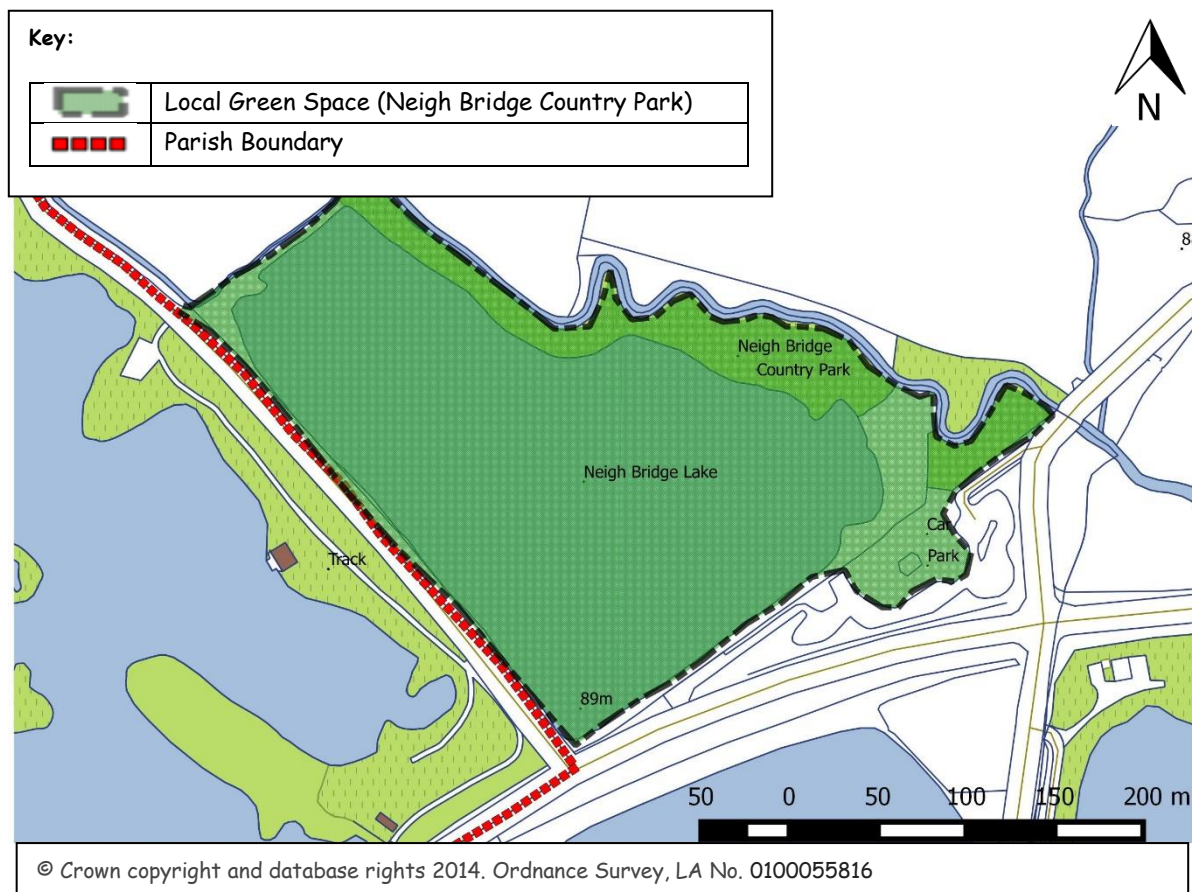 Key:
Local Green Space (Neigh Bridge Country Park)
Parish Boundary
N
8
Neigh Bridge
Country Park
Neigh Bridge Lake
Car
Park
Track
89m
50 0 50 100 150 200 m
© Crown copyright and database rights 2014. Ordnance Survey, LA No. 0100055816